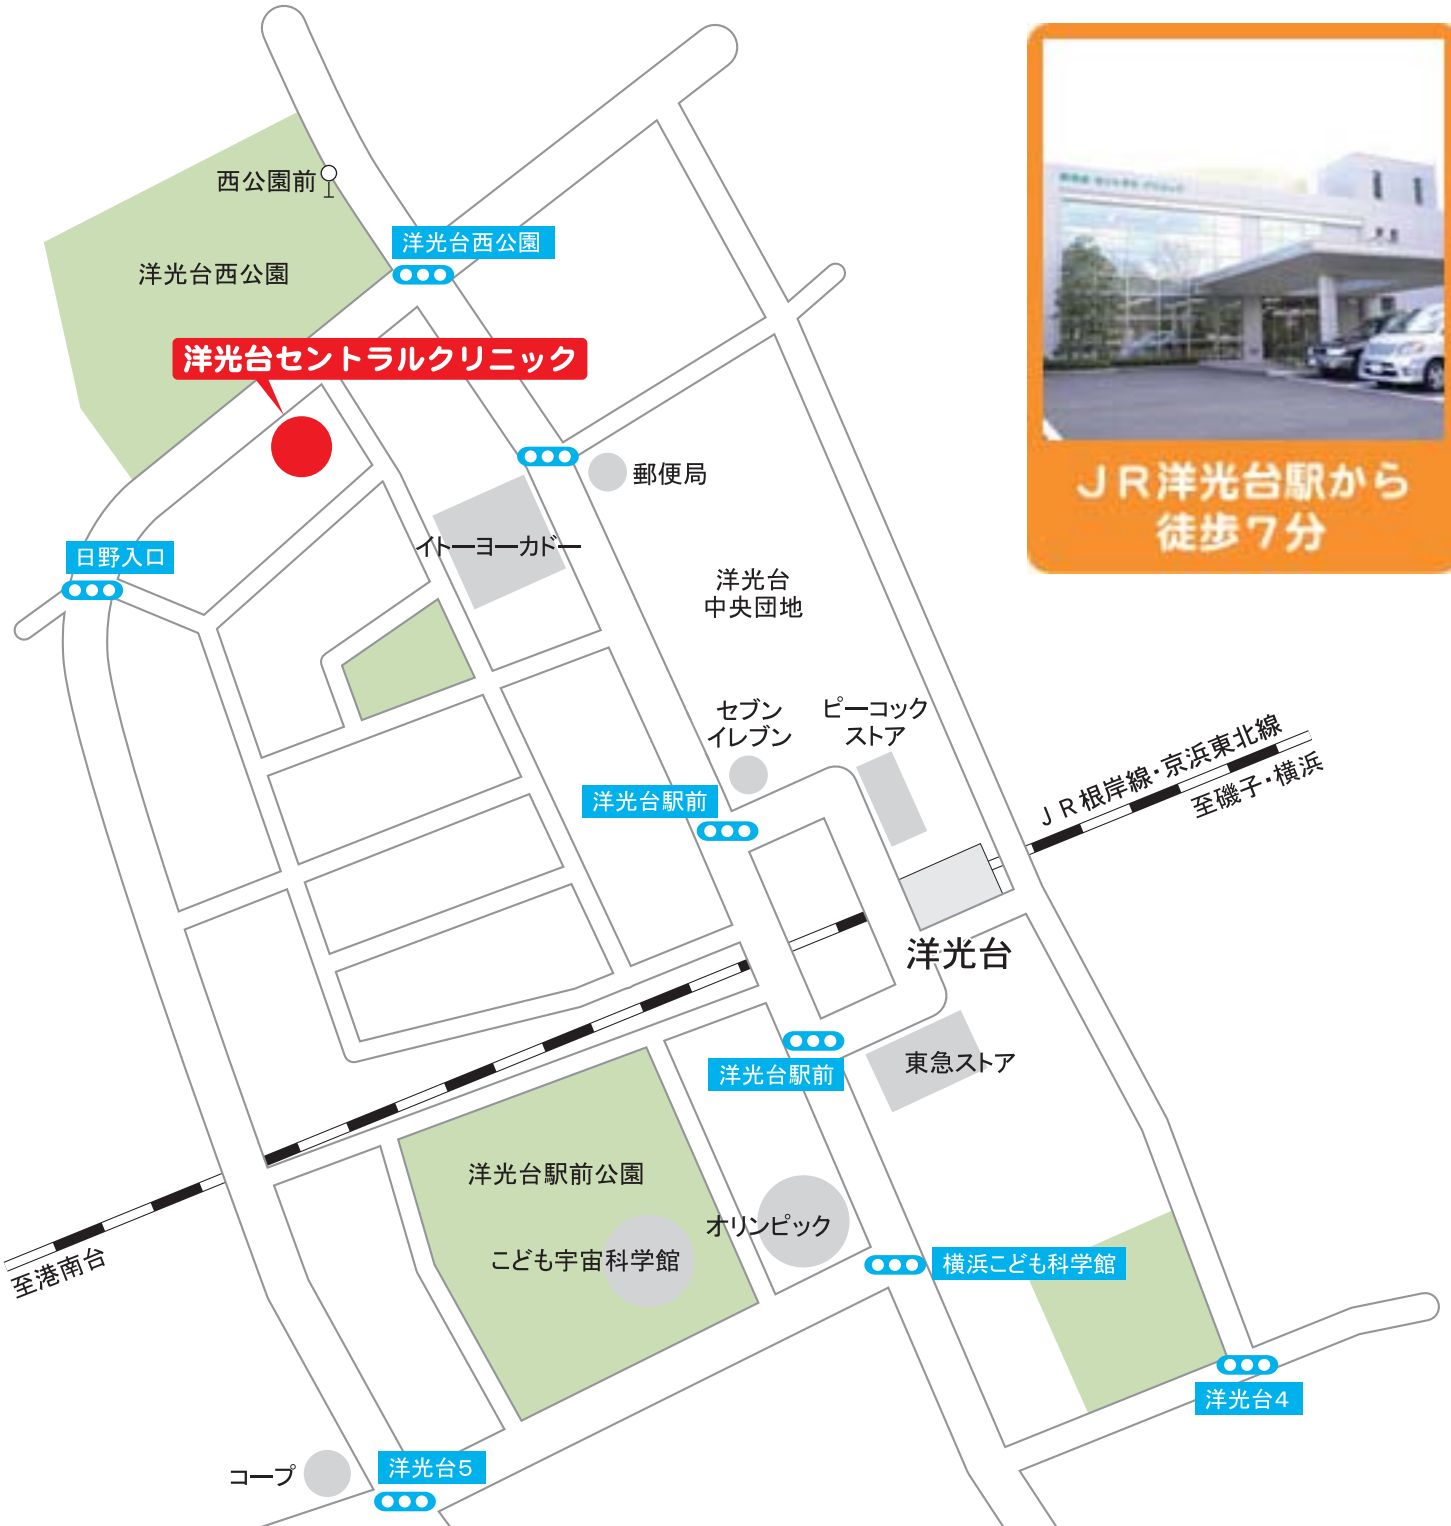 西公園前
洋光台西公園
洋光台西公園
洋光台セントラルクリニック
郵便局
イトーヨーカドー
日野入口
洋光台
中央団地
セブン
イレブン
ピーコック
ストア
洋光台駅前
JR根岸線・京浜東北線
至磯子・横浜
洋光台
洋光台駅前
東急ストア
洋光台駅前公園
オリンピック
こども宇宙科学館
横浜こども科学館
至港南台
洋光台4
コープ
洋光台5
JR洋光台駅から
徒歩7分